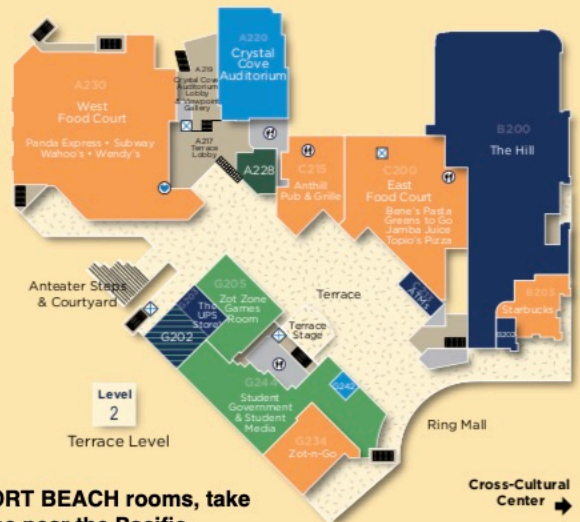 A220
Crystal
Cove
Auditorium
A219
Crystal Cove
Auditorium
Lobby
& Viewpoint
Gallery
A230
West
Food Court
Panda Express • Subway
Wahoo's • Wendy's
A217
Terrace
Lobby
A228
C215
Anthill
Pub & Grille
C200
East
Food Court
Bene's Pasta
Greens to Go
Jamba Juice
Topio's Pizza
B200
The Hill
ATMs
B203
Starbucks
Anteater Steps
& Courtyard
G205
Zot Zone
Games
Room
The
UPS
Store
G202
Terrace
Terrace
Stage
G244
Student
Government
& Student
Media
G242
G234
Zot-n-Go
Level
2
Terrace Level
Ring Mall
Cross-Cultural
Center
ORT BEACH rooms, take